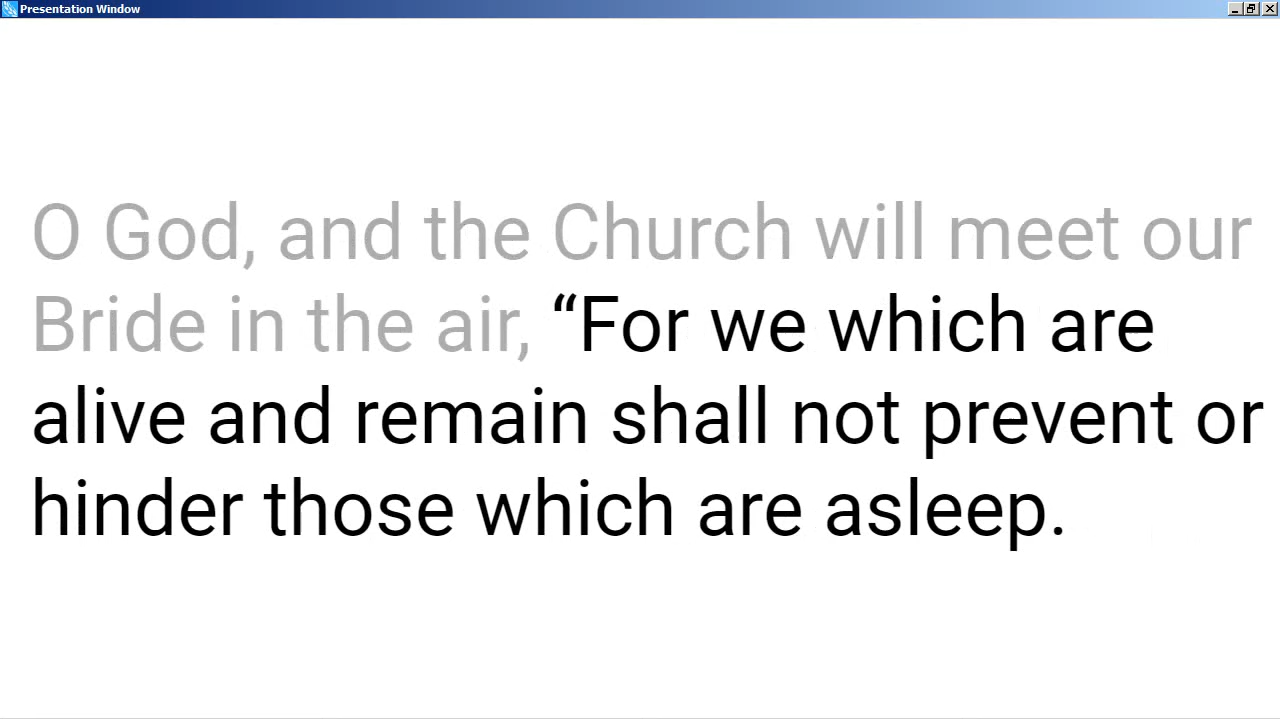 Presentation Window
O God, and the Church will meet our
Bride in the air, “For we which are
alive and remain shall not prevent or
hinder those which are asleep.